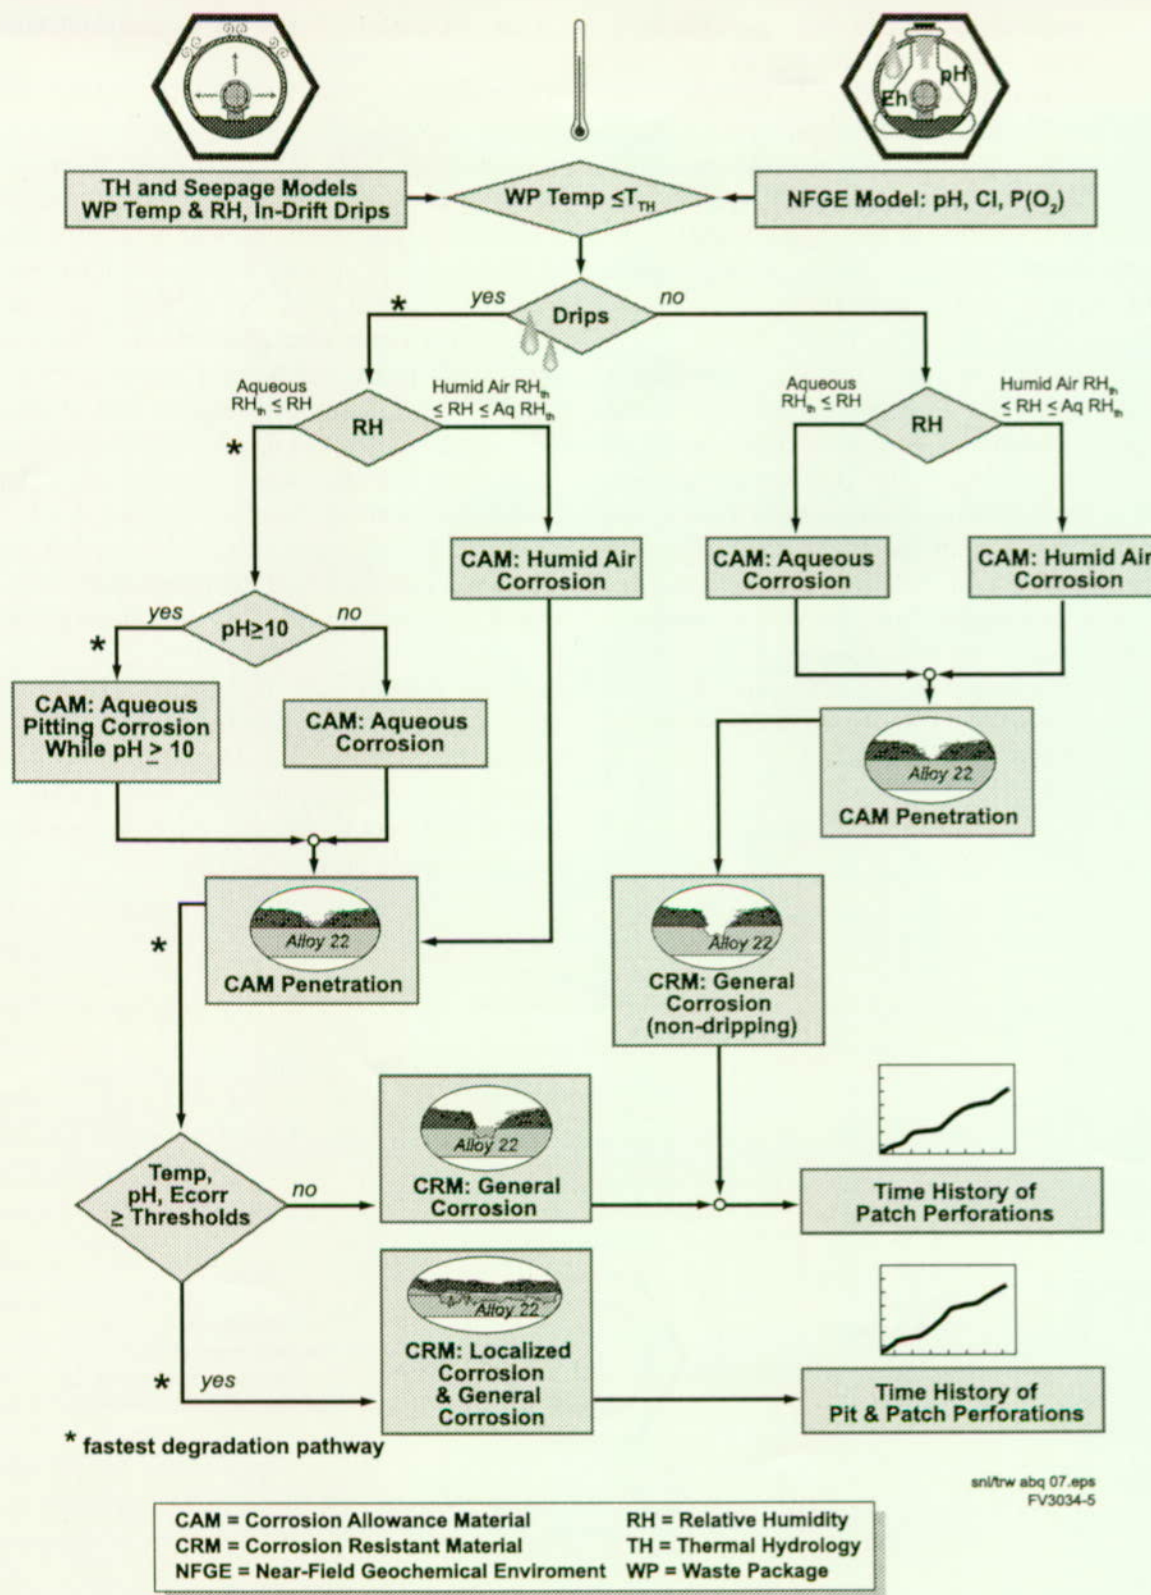 pH
Eh
TH and Seepage Models
WP Temp & RH, In-Drift Drips
WP Temp ≤T_TH
NFGE Model: pH, Cl, P(O₂)
yes
Drips
no
*
Aqueous
RH_th ≤ RH
Humid Air RH_th
≤ RH ≤ Aq RH_th
RH
*
Aqueous
RH_th ≤ RH
Humid Air RH_th
≤ RH ≤ Aq RH_th
RH
CAM: Humid Air
Corrosion
CAM: Aqueous
Corrosion
CAM: Humid Air
Corrosion
yes
pH≥10
no
*
CAM: Aqueous
Pitting Corrosion
While pH ≥ 10
CAM: Aqueous
Corrosion
Alloy 22
CAM Penetration
Alloy 22
CAM Penetration
*
Alloy 22
CRM: General
Corrosion
(non-dripping)
Temp,
pH, Ecorr
≥ Thresholds
no
Alloy 22
CRM: General
Corrosion
Time History of
Patch Perforations
* yes
Alloy 22
CRM: Localized
Corrosion
& General
Corrosion
Time History of
Pit & Patch Perforations
* fastest degradation pathway
snl/trw abq 07.eps
FV3034-5
CAM = Corrosion Allowance Material
CRM = Corrosion Resistant Material
NFGE = Near-Field Geochemical Enviroment
RH = Relative Humidity
TH = Thermal Hydrology
WP = Waste Package